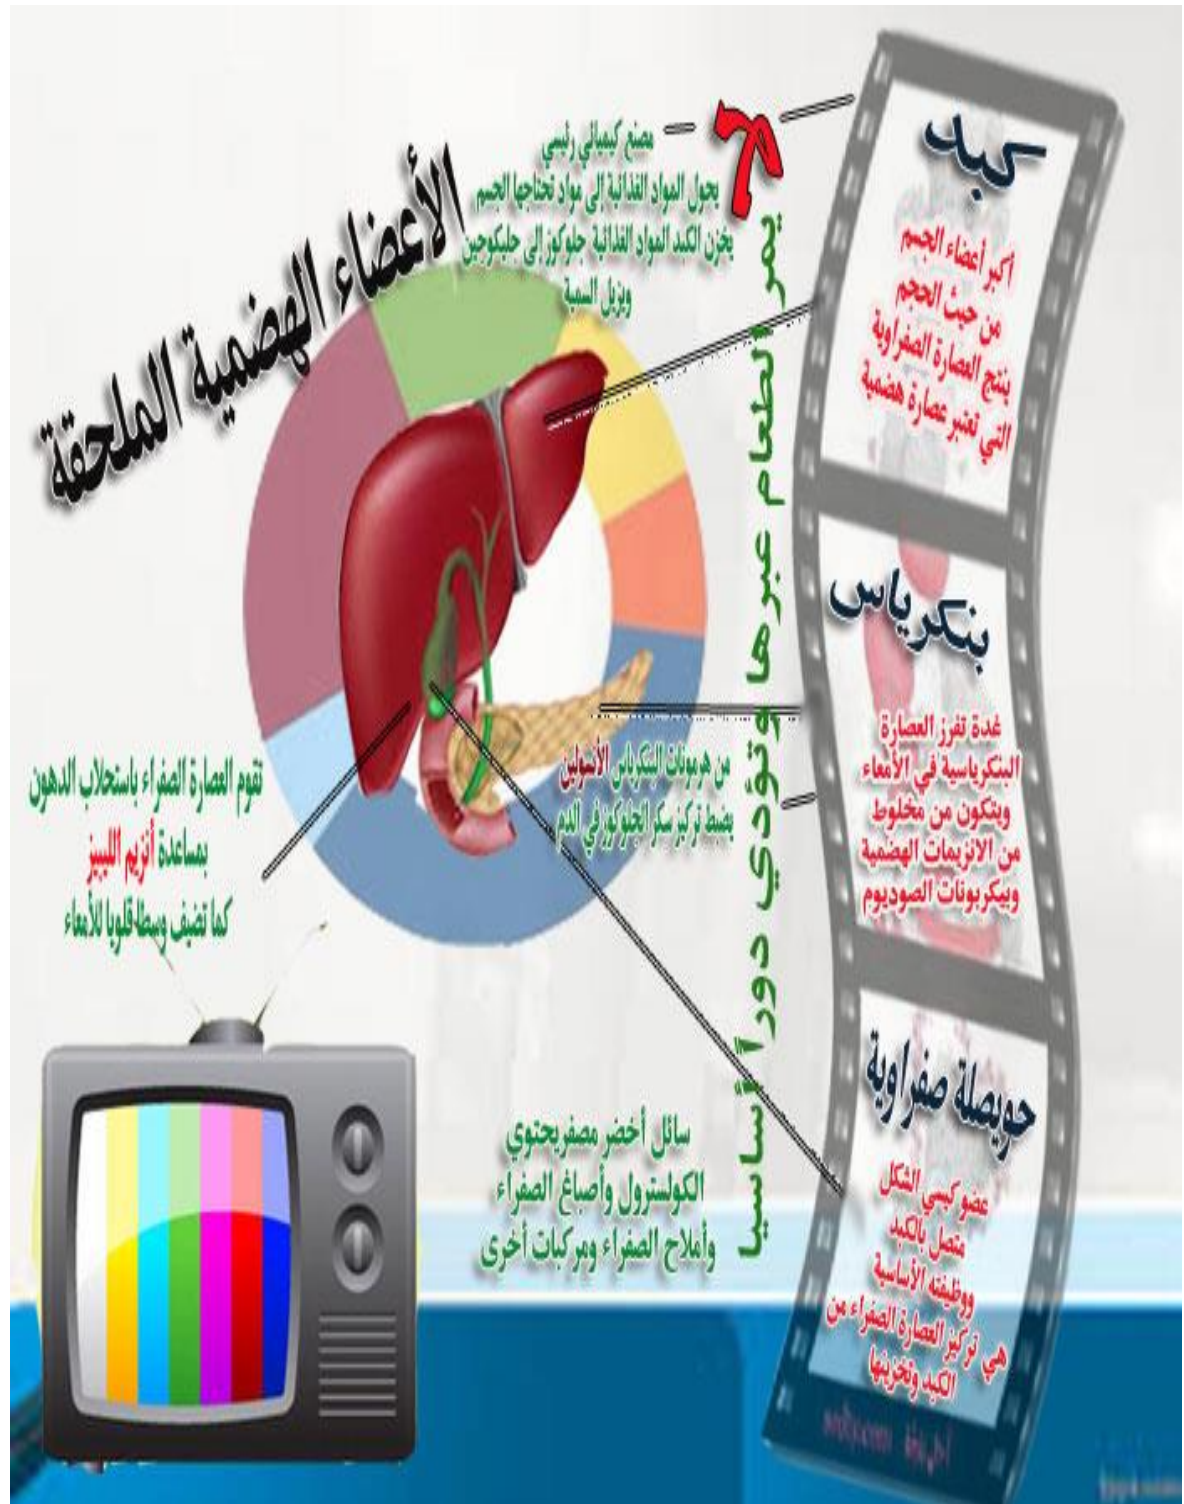 الأعضاء الهضمية الملحقة
لا يمر الطعام عبرها وتؤدي دوراً أساسيا
كبد
أكبر أعضاء الجسم
من حيث الحجم
ينتج العصارة الصفراوية
التي تعتبر عصارة هضمية
مصنع كيميائي رئيسي
يحول المواد الغذائية إلى مواد تحتاجها الجسم
يخزن الكبد المواد الغذائية جلوكوز إلى جليكوجين
ويزيل السمية
بنكرياس
غدة تفرز العصارة
البنكرياسية في الأمعاء
ويتكون من مخلوط
من الانزيمات الهضمية
وبيكربونات الصوديوم
من هرمونات البنكرياس الأنسولين
يضبط تركيز سكر الجلوكوز في الدم
حويصلة صفراوية
عضو كيسي الشكل
متصل بالكبد
ووظيفته الأساسية
هي تركيز العصارة الصفراء من
الكبد وتخزينها
سائل أخضر مصفر يحتوي
الكولسترول وأصباغ الصفراء
وأملاح الصفراء ومركبات أخرى
تقوم العصارة الصفراء باستحلاب الدهون
بمساعدة أنزيم الليبيز
كما تضيف وسطا قلويا للأمعاء